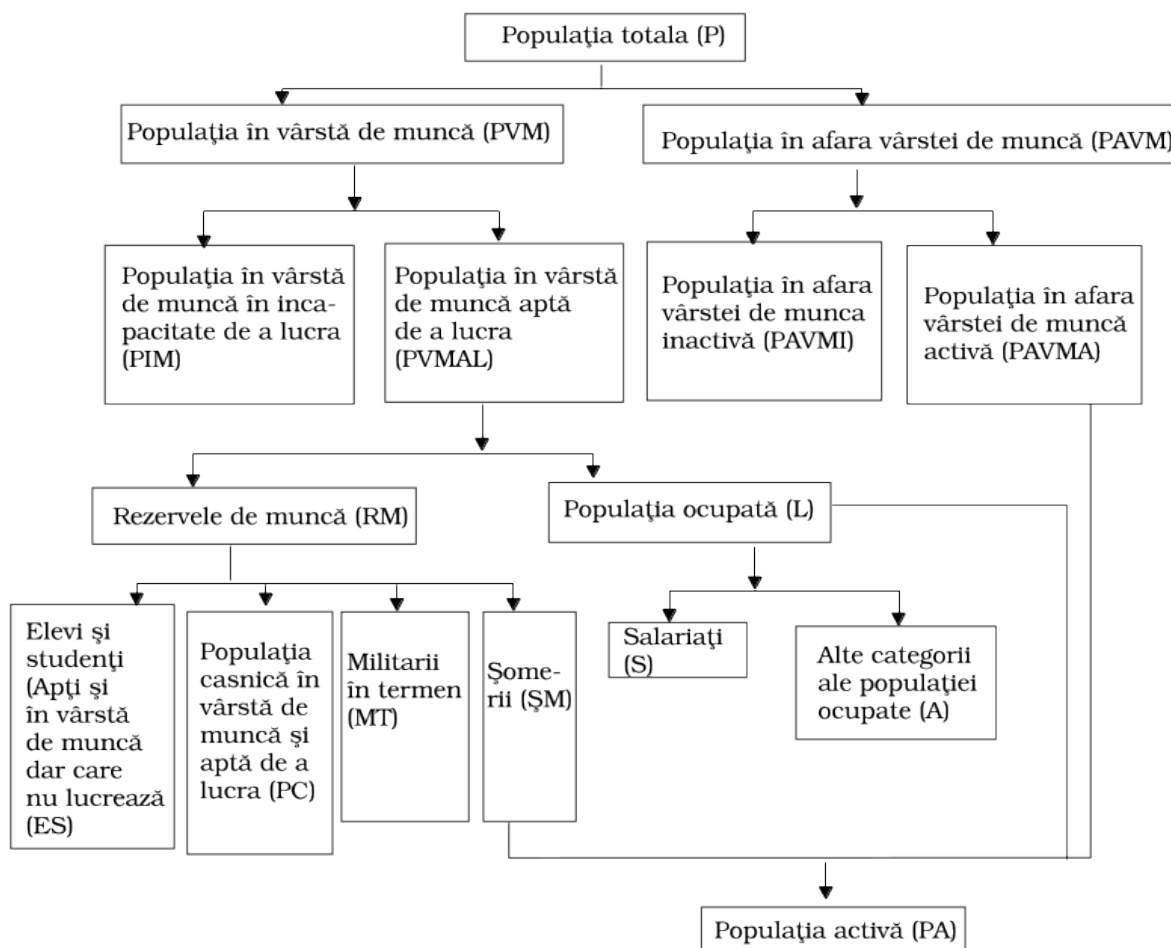 Populaţia totala (P)
Populaţia în vârstă de muncă (PVM)
Populaţia în afara vârstei de muncă (PAVM)
Populaţia în vârstă
de muncă în inca-
pacitate de a lucra
(PIM)
Populaţia în vârstă
de muncă aptă
de a lucra
(PVMAL)
Populaţia în afara
vârstei de munca
inactivă (PAVMI)
Populaţia în afara
vârstei de muncă
activă (PAVMA)
Rezervele de muncă (RM)
Populaţia ocupată (L)
Elevi şi
studenţi
(Apţi şi
în vârstă
de muncă
dar care
nu lucrează
(ES)
Populaţia
casnică în
vârstă de
muncă şi
aptă de a
lucra (PC)
Militarii
în termen
(MT)
Şome-
rii (ŞM)
Salariaţi
(S)
Alte categorii
ale populaţiei
ocupate (A)
Populaţia activă (PA)